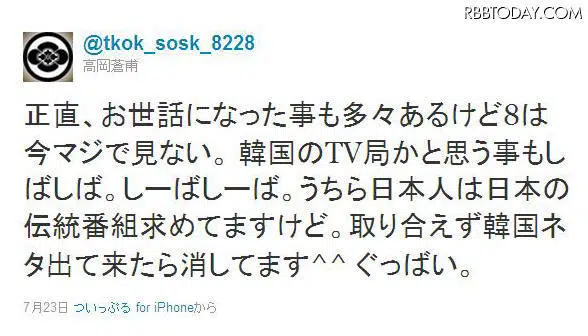 RBBTODAY.COM
@tkok_sosk_8228
高岡蒼甫
正直、お世話になった事も多々あるけど8は
今マジで見ない。 韓国のTV局かと思う事もし
ばしば。しーばしーば。うちら日本人は日本の
伝統番組求めてますけど。取り合えず韓国ネ
タ出て来たら消してます^^ ぐっばい。
7月23日 ついっぷる for iPhoneから